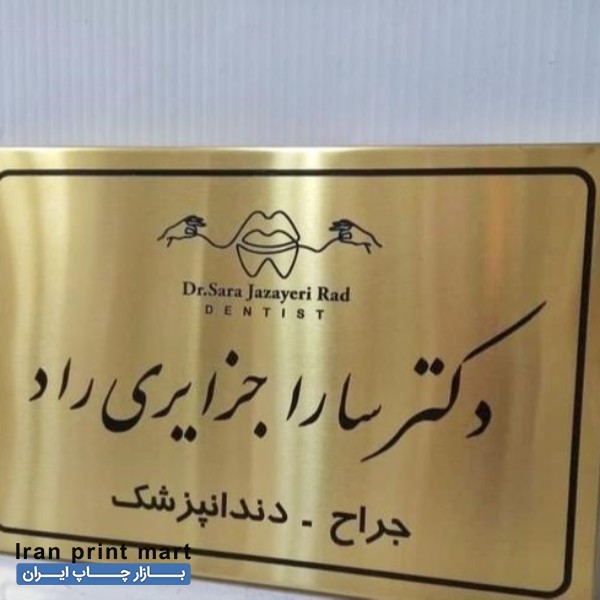 Dr.Sara Jazayeri Rad
DENTIST
دکتر سارا جزایری راد
جراح - دندانپزشک
Iran print mart
بازار چاپ ایران